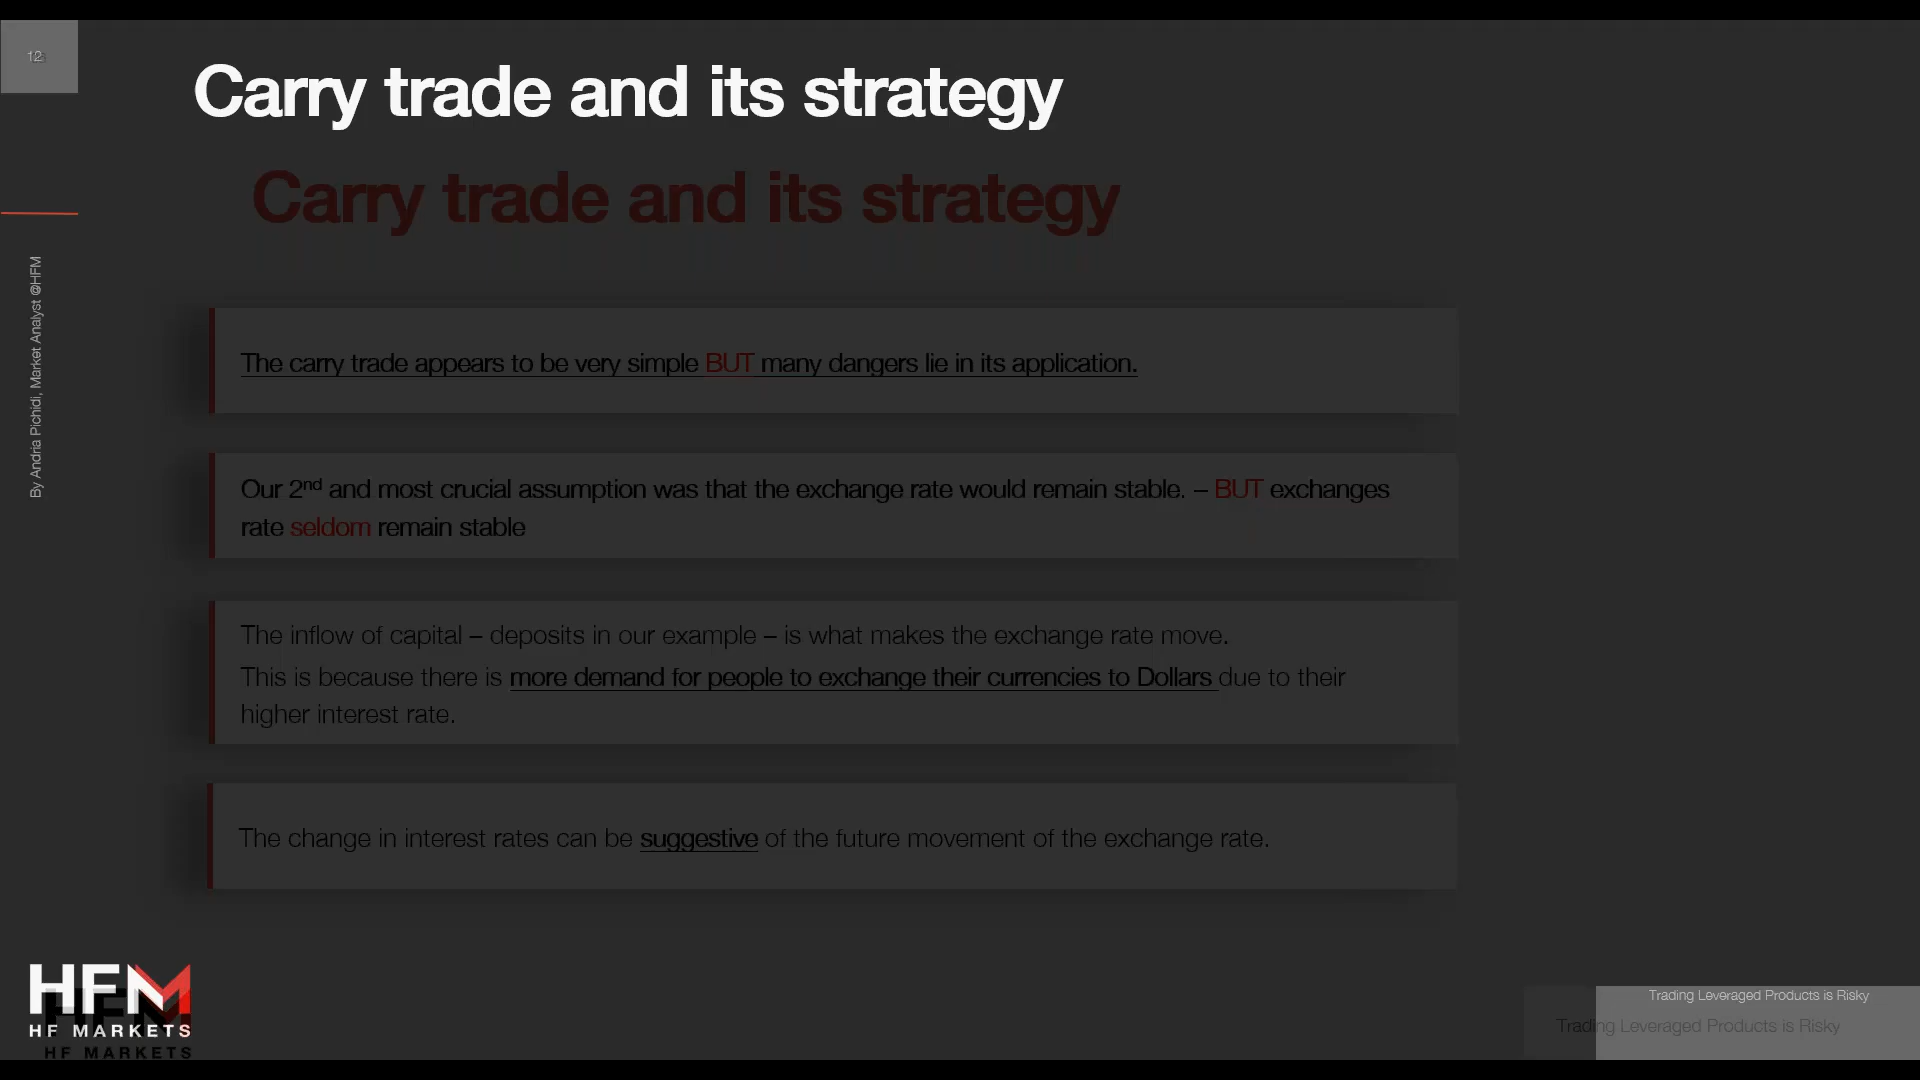 12
Carry trade and its strategy
Carry trade and its strategy
By Andria Pichidi, Market Analyst @HFM
The carry trade appears to be very simple BUT many dangers lie in its application.
Our 2nd and most crucial assumption was that the exchange rate would remain stable. – BUT exchanges
rate seldom remain stable
The inflow of capital – deposits in our example – is what makes the exchange rate move.
This is because there is more demand for people to exchange their currencies to Dollars due to their
higher interest rate.
The change in interest rates can be suggestive of the future movement of the exchange rate.
HFM
HF MARKETS
HFM
HF MARKETS
Trading Leveraged Products is Risky
Trading Leveraged Products is Risky